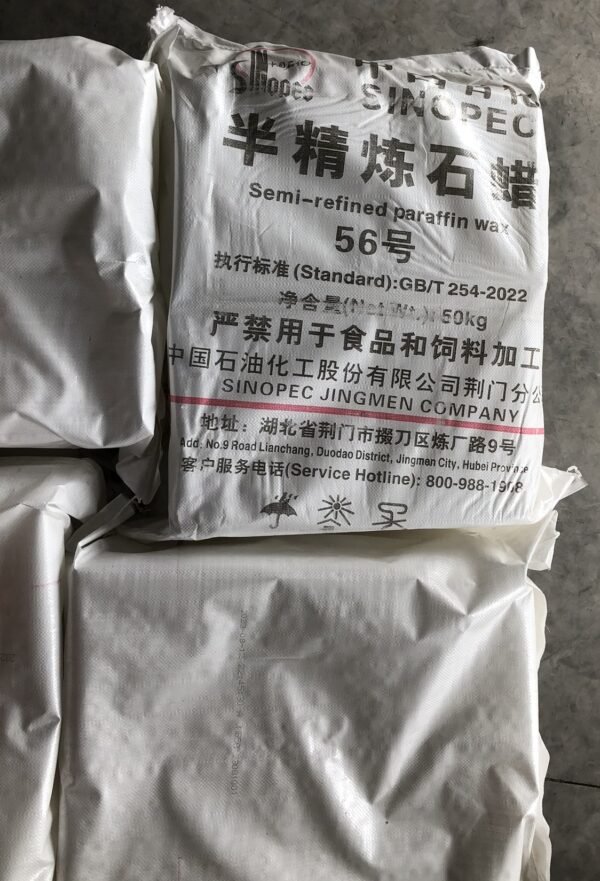 Sinopec
SINOPEC
半精炼石蜡
Semi-refined paraffin wax
56号
执行标准 (Standard):GB/T 254-2022
净含量(Net Wt.): 50kg
严禁用于食品和饲料加工
中国石油化工股份有限公司荆门分公
SINOPEC JINGMEN COMPANY
地址：湖北省荆门市掇刀区炼厂路9号
Add: No.9 Road Lianchang, Duodao District, Jingmen City, Hubei Province
客户服务电话(Service Hotline): 800-988-1968